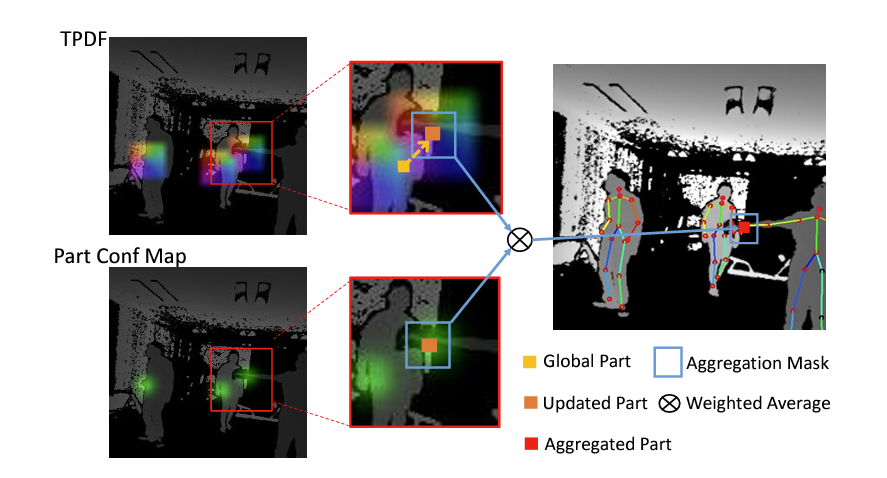 TPDF
Part Conf Map
Global Part
Aggregation Mask
Updated Part
Weighted Average
Aggregated Part